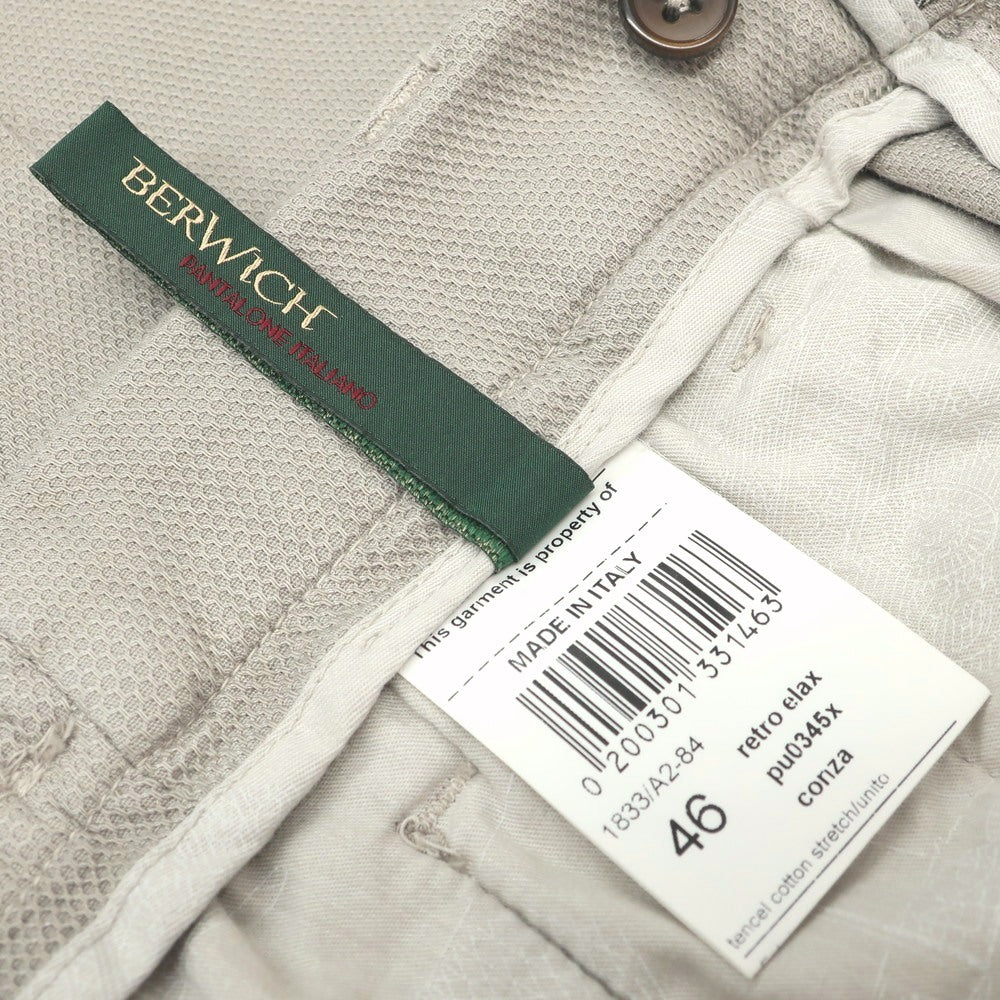 BERWICH
PANTALONE ITALIANO
This garment is property of
MADE IN ITALY
0 200301 331463
1833/A2-84
46
retro elax
pu0345x
conza
tencel cotton stretch/unito